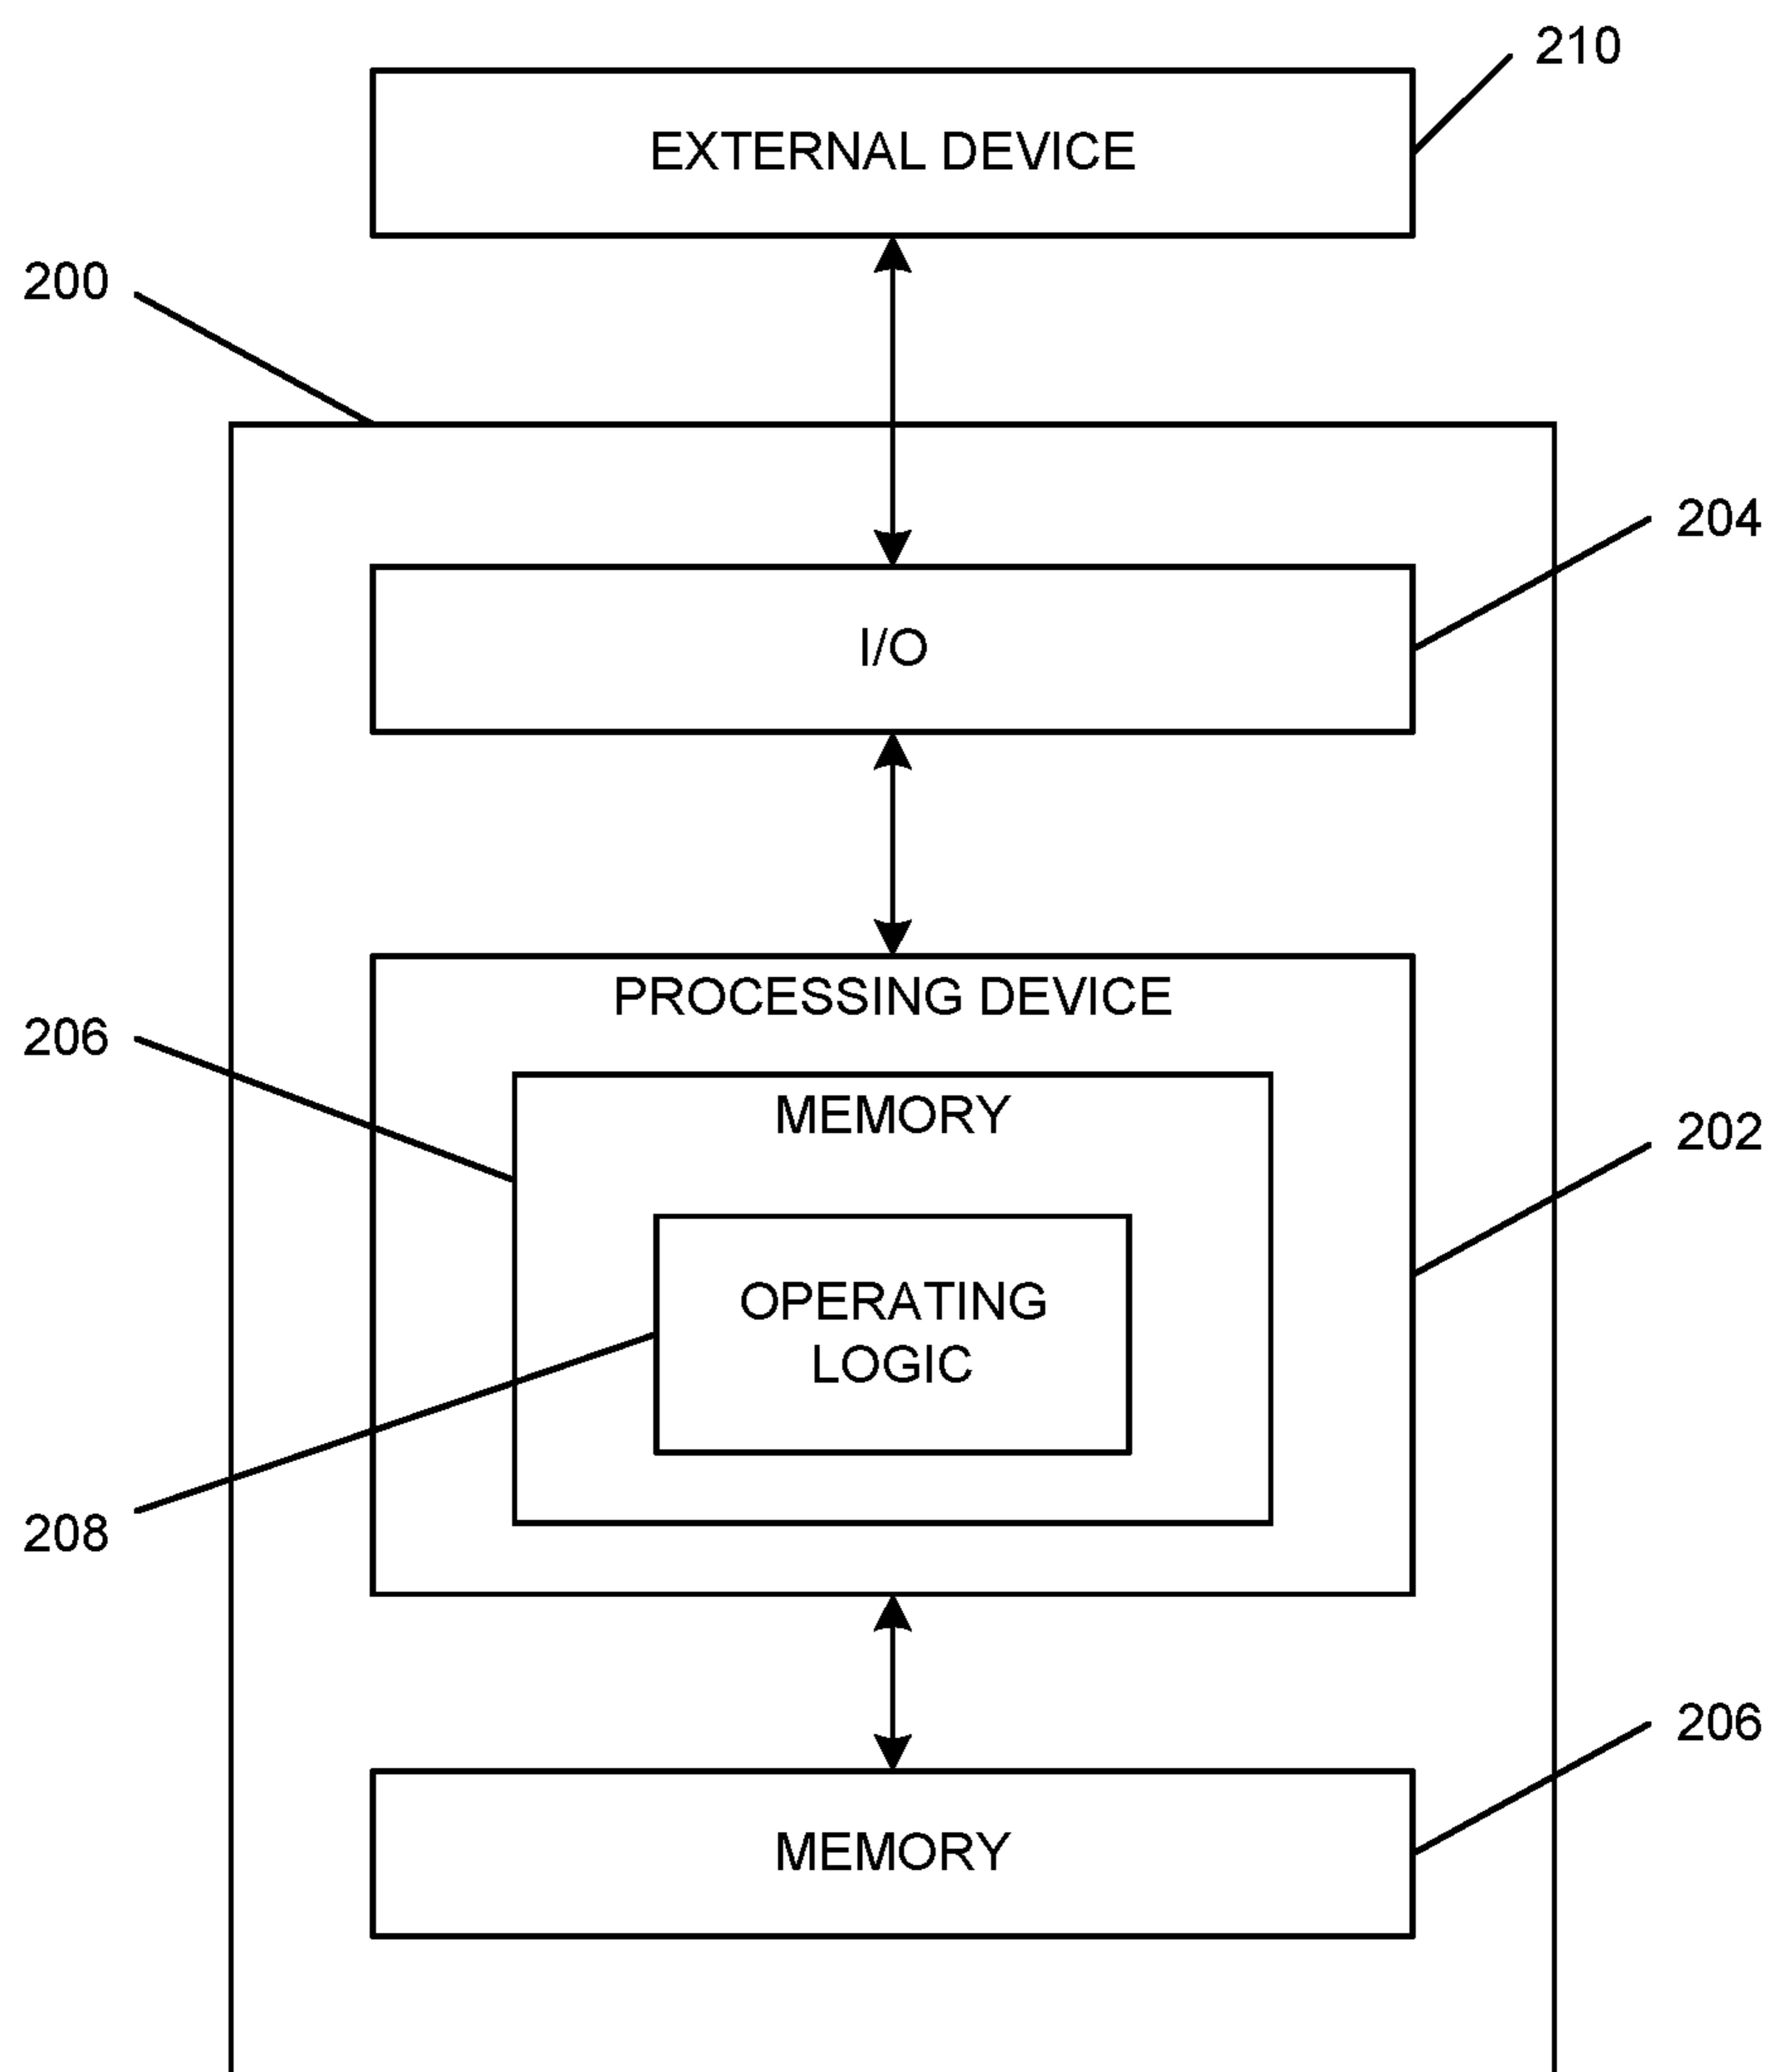 210
EXTERNAL DEVICE
200
204
I/O
PROCESSING DEVICE
206
MEMORY
202
OPERATING
LOGIC
208
206
MEMORY